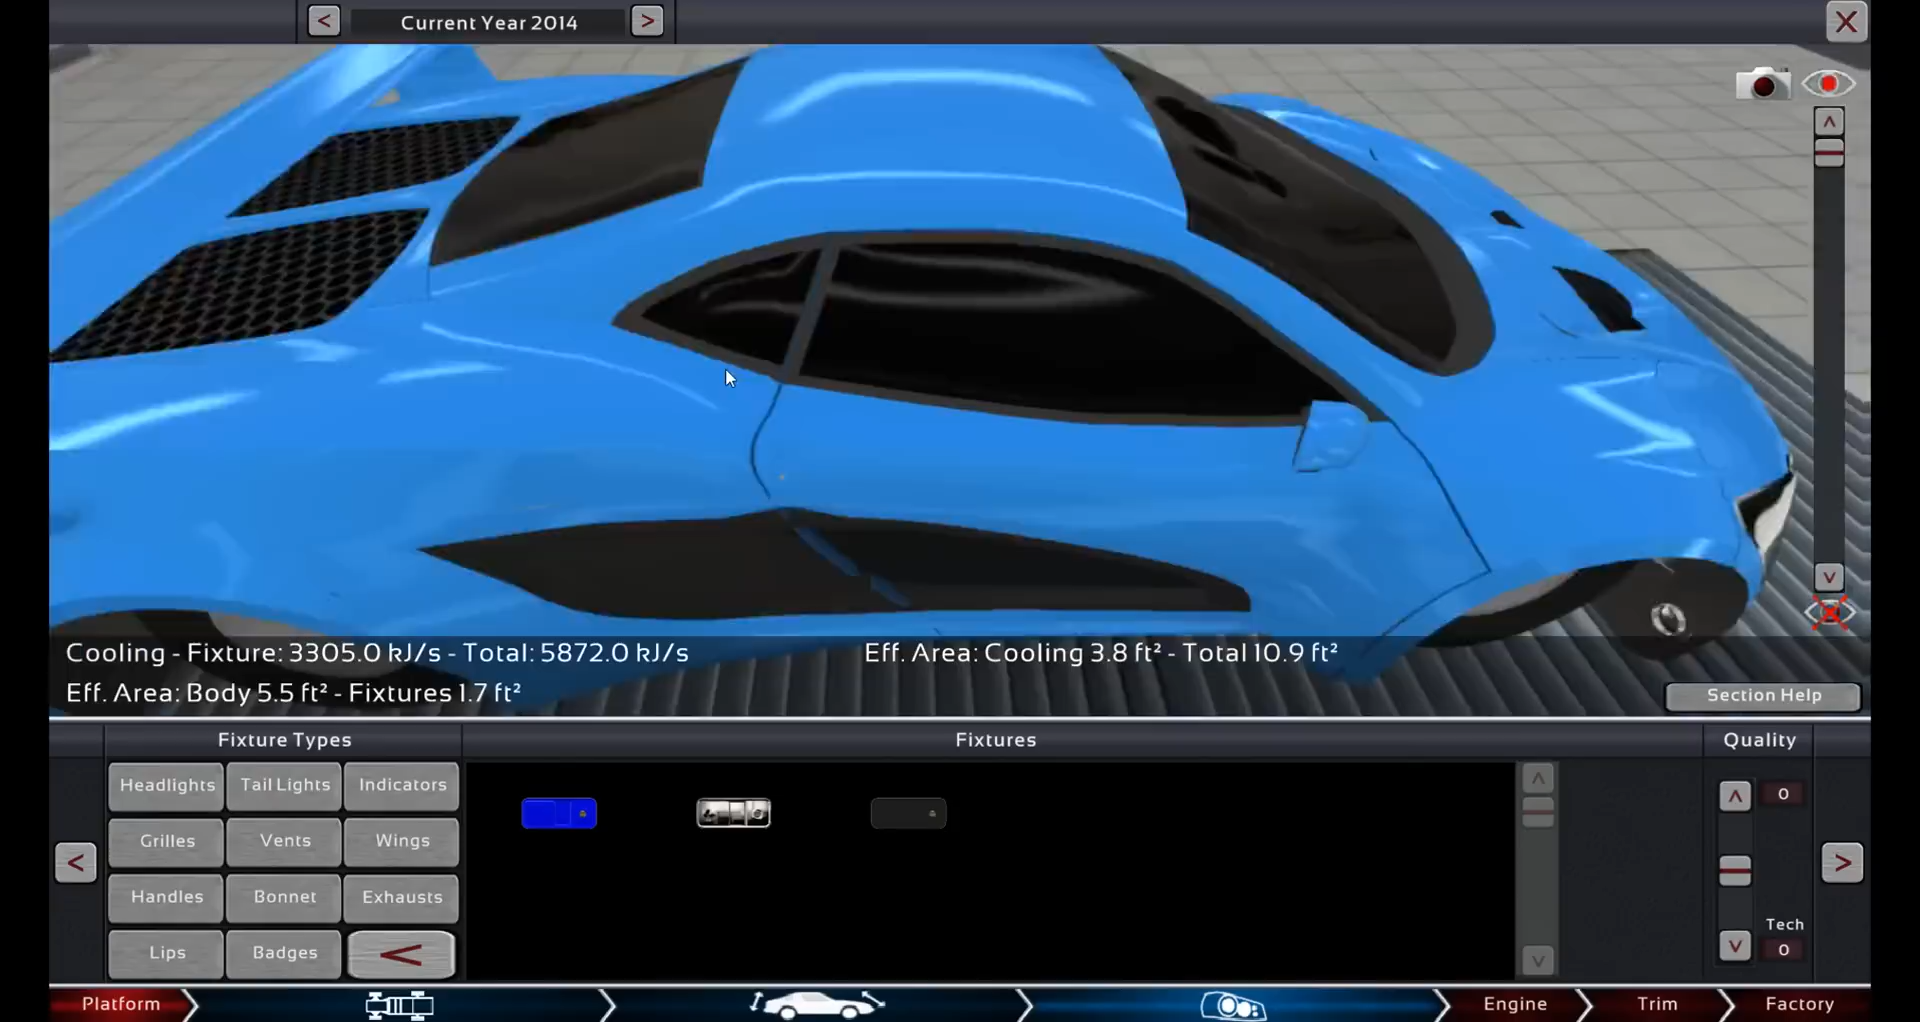 Current Year 2014
Cooling - Fixture: 3305.0 kJ/s - Total: 5872.0 kJ/s
Eff. Area: Cooling 3.8 ft² - Total 10.9 ft²
Eff. Area: Body 5.5 ft² - Fixtures 1.7 ft²
Section Help
Fixture Types
Fixtures
Quality
Headlights
Tail Lights
Indicators
0
Grilles
Vents
Wings
Handles
Bonnet
Exhausts
Tech
0
Lips
Badges
Platform
Engine
Trim
Factory